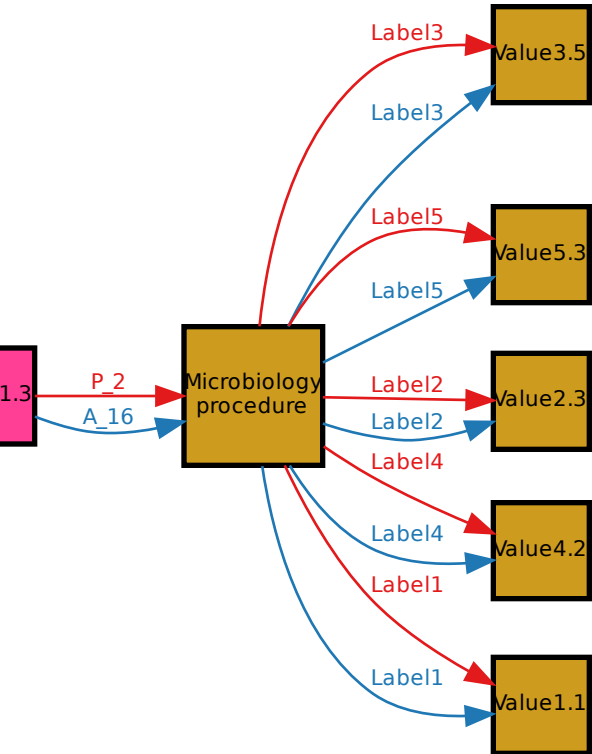 Label3
Value3.5
Label3
Label5
Value5.3
Label5
1.3
P_2
A_16
Microbiology
procedure
Label2
Value2.3
Label2
Label4
Label4
Value4.2
Label1
Label1
Value1.1